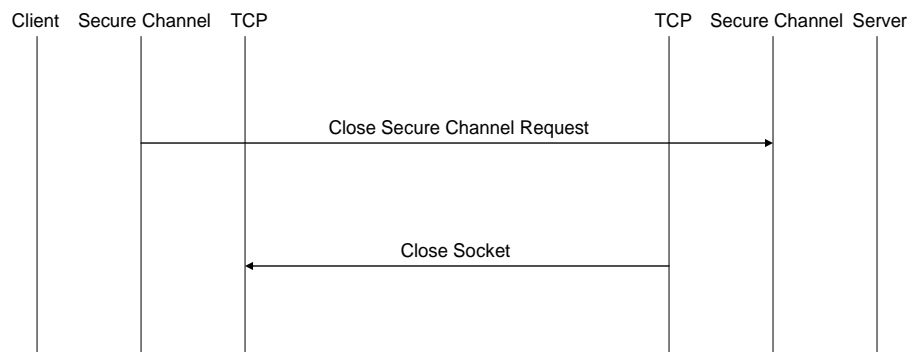 Client Secure Channel TCP TCP Secure Channel Server
Close Secure Channel Request
Close Socket